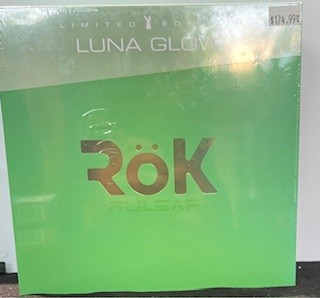 LIMITED EDITION
$174.99
LUNA GLOW
RöK
PULSAR